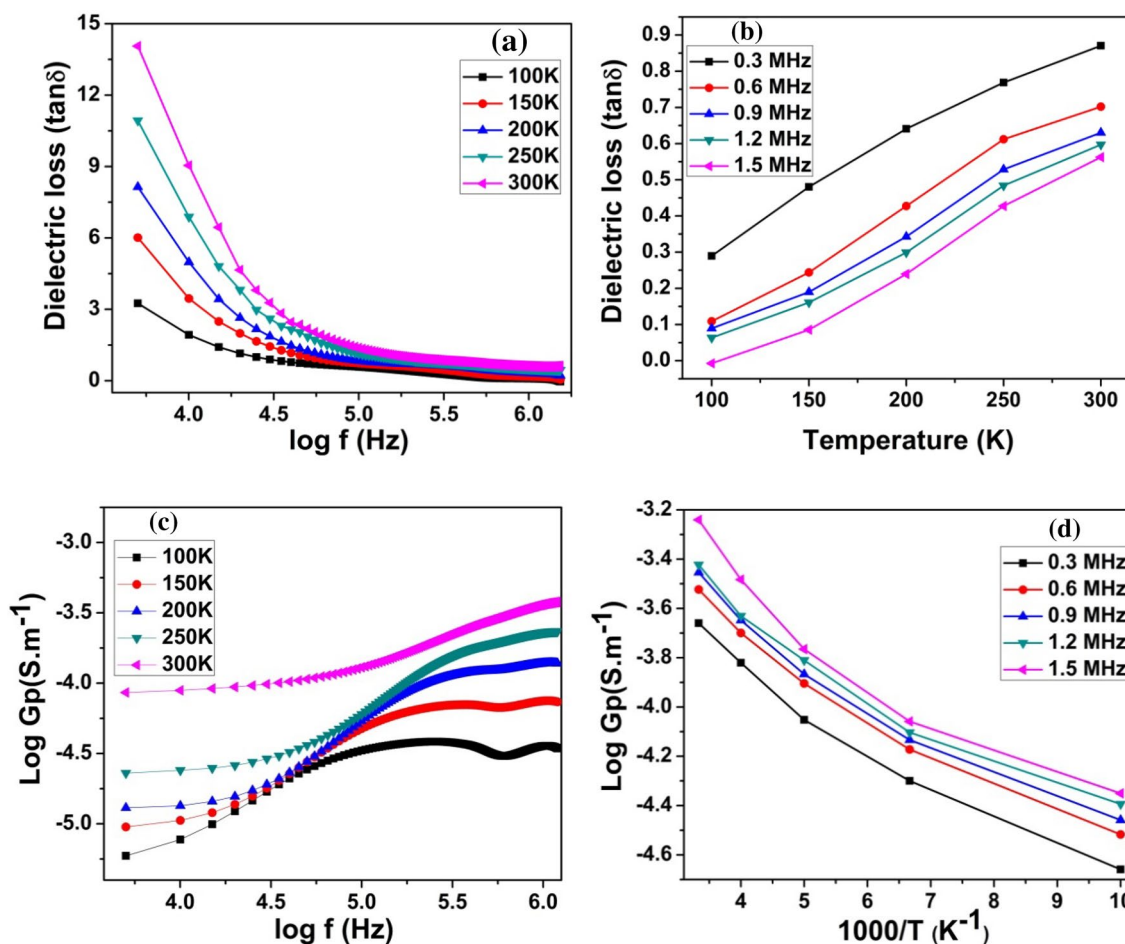 (a)
15
12
9
6
3
0
Dielectric loss (tanδ)
100K
150K
200K
250K
300K
4.0 4.5 5.0 5.5 6.0
log f (Hz)
(b)
0.9
0.8
0.7
0.6
0.5
0.4
0.3
0.2
0.1
0.0
Dielectric loss (tanδ)
0.3 MHz
0.6 MHz
0.9 MHz
1.2 MHz
1.5 MHz
100 150 200 250 300
Temperature (K)
(c)
-3.0
-3.5
-4.0
-4.5
-5.0
Log Gp(S.m⁻¹)
100K
150K
200K
250K
300K
4.0 4.5 5.0 5.5 6.0
log f (Hz)
(d)
-3.2
-3.4
-3.6
-3.8
-4.0
-4.2
-4.4
-4.6
Log Gp(S.m⁻¹)
0.3 MHz
0.6 MHz
0.9 MHz
1.2 MHz
1.5 MHz
4 5 6 7 8 9 10
1000/T (K⁻¹)